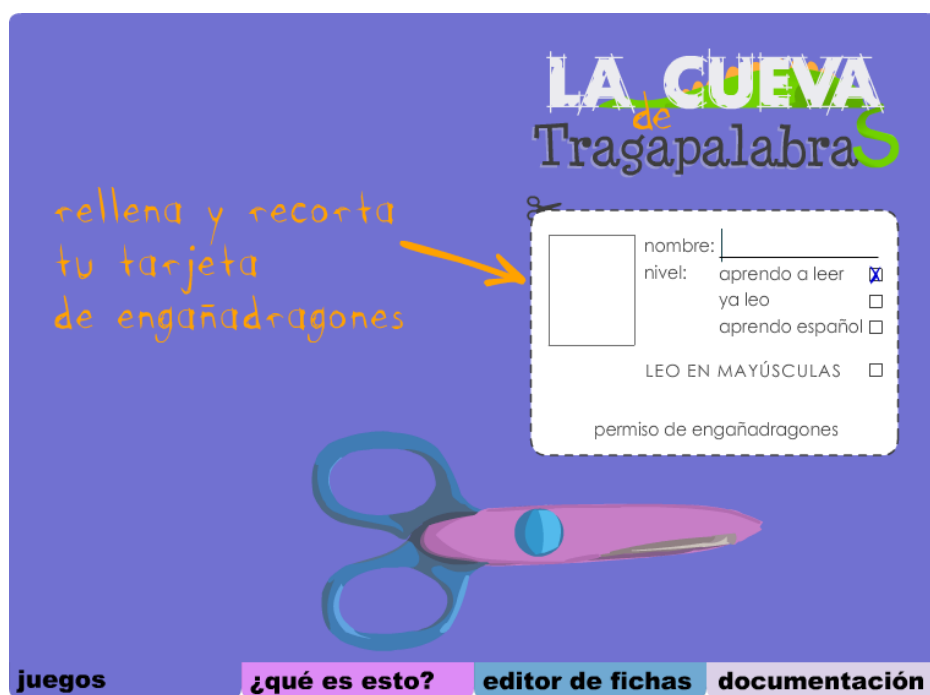 LA CUEVA
de
TragapalabraS
rellena y recorta
tu tarjeta
de engañadragones
nombre:
nivel: aprendo a leer
ya leo
aprendo español
LEO EN MAYÚSCULAS
permiso de engañadragones
juegos ¿qué es esto? editor de fichas documentación